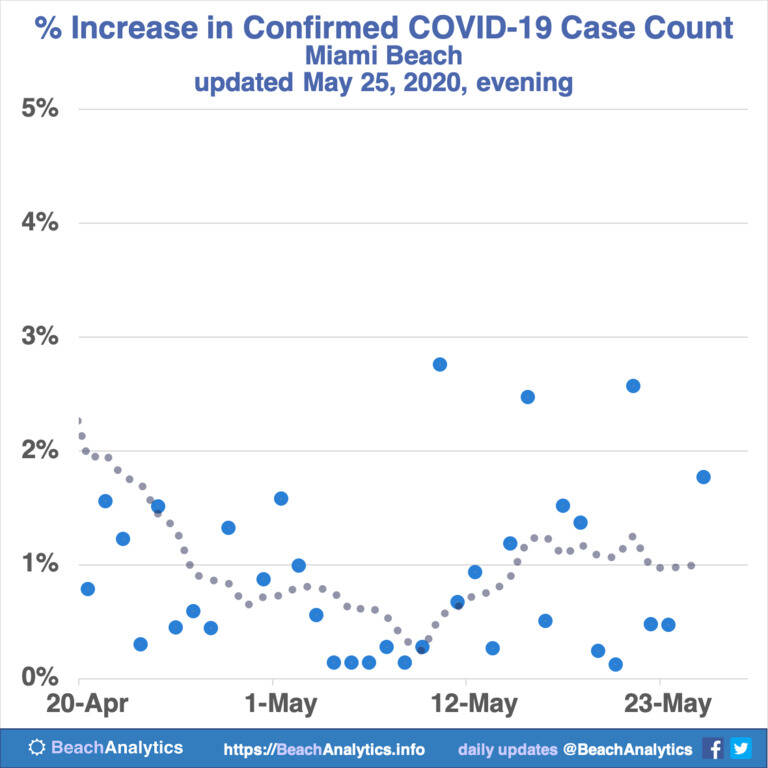 % Increase in Confirmed COVID-19 Case Count
Miami Beach
updated May 25, 2020, evening
5%
4%
3%
2%
1%
0%
20-Apr 1-May 12-May 23-May
BeachAnalytics https://BeachAnalytics.info daily updates @BeachAnalytics f